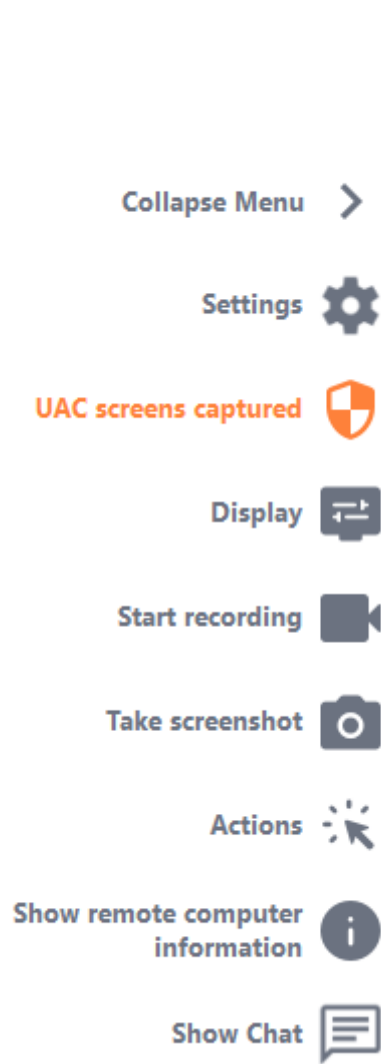 Collapse Menu
Settings
UAC screens captured
Display
Start recording
Take screenshot
Actions
Show remote computer
information
Show Chat